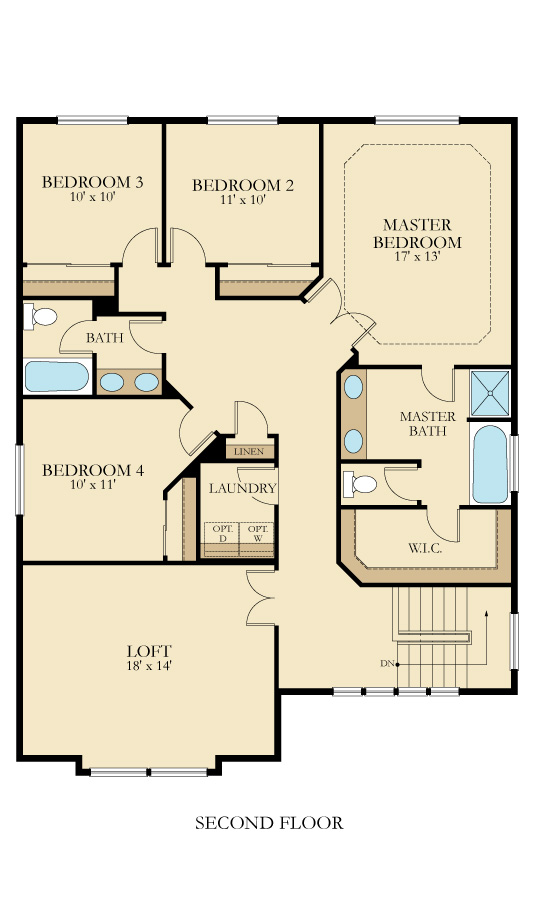 BEDROOM 3
10' x 10'
BEDROOM 2
11' x 10'
MASTER
BEDROOM
17' x 13'
BATH
MASTER
BATH
BEDROOM 4
10' x 11'
LINEN
LAUNDRY
OPT.
D
OPT.
W
W.I.C.
LOFT
18' x 14'
DN
SECOND FLOOR